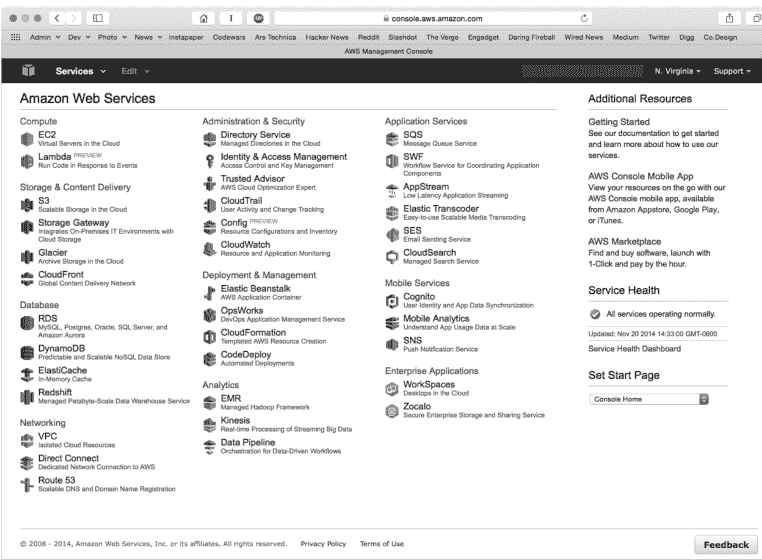 console.aws.amazon.com
Admin Dev Photo News Instapaper Codewars Ars Technica Hacker News Reddit Slashdot The Verge Engadget Daring Fireball Wired News Medium Twitter Digg Co.Design
AWS Management Console
Services Edit N. Virginia Support
Amazon Web Services
Compute
EC2
Virtual Servers in the Cloud
Lambda PREVIEW
Run Code in Response to Events
Storage & Content Delivery
S3
Scalable Storage in the Cloud
Storage Gateway
Integrates On-Premises IT Environments with
Cloud Storage
Glacier
Archive Storage in the Cloud
CloudFront
Global Content Delivery Network
Database
RDS
MySQL, Postgres, Oracle, SQL Server, and
Amazon Aurora
DynamoDB
Predictable and Scalable NoSQL Data Store
ElastiCache
In-Memory Cache
Redshift
Managed Petabyte-Scale Data Warehouse Service
Networking
VPC
Isolated Cloud Resources
Direct Connect
Dedicated Network Connection to AWS
Route 53
Scalable DNS and Domain Name Registration
Administration & Security
Directory Service
Managed Directories in the Cloud
Identity & Access Management
Access Control and Key Management
Trusted Advisor
AWS Cloud Optimization Expert
CloudTrail
User Activity and Change Tracking
Config PREVIEW
Resource Configurations and Inventory
CloudWatch
Resource and Application Monitoring
Deployment & Management
Elastic Beanstalk
AWS Application Container
OpsWorks
DevOps Application Management Service
CloudFormation
Templated AWS Resource Creation
CodeDeploy
Automated Deployments
Analytics
EMR
Managed Hadoop Framework
Kinesis
Real-time Processing of Streaming Big Data
Data Pipeline
Orchestration for Data-Driven Workflows
Application Services
SQS
Message Queue Service
SWF
Workflow Service for Coordinating Application
Components
AppStream
Low Latency Application Streaming
Elastic Transcoder
Easy-to-use Scalable Media Transcoding
SES
Email Sending Service
CloudSearch
Managed Search Service
Mobile Services
Cognito
User Identity and App Data Synchronization
Mobile Analytics
Understand App Usage Data at Scale
SNS
Push Notification Service
Enterprise Applications
WorkSpaces
Desktops in the Cloud
Zocalo
Secure Enterprise Storage and Sharing Service
Additional Resources
Getting Started
See our documentation to get started
and learn more about how to use our
services.
AWS Console Mobile App
View your resources on the go with our
AWS Console mobile app, available
from Amazon Appstore, Google Play,
or iTunes.
AWS Marketplace
Find and buy software, launch with
1-Click and pay by the hour.
Service Health
All services operating normally.
Updated: Nov 20 2014 14:33:00 GMT-0600
Service Health Dashboard
Set Start Page
Console Home
© 2008 - 2014, Amazon Web Services, Inc. or its affiliates. All rights reserved. Privacy Policy Terms of Use
Feedback